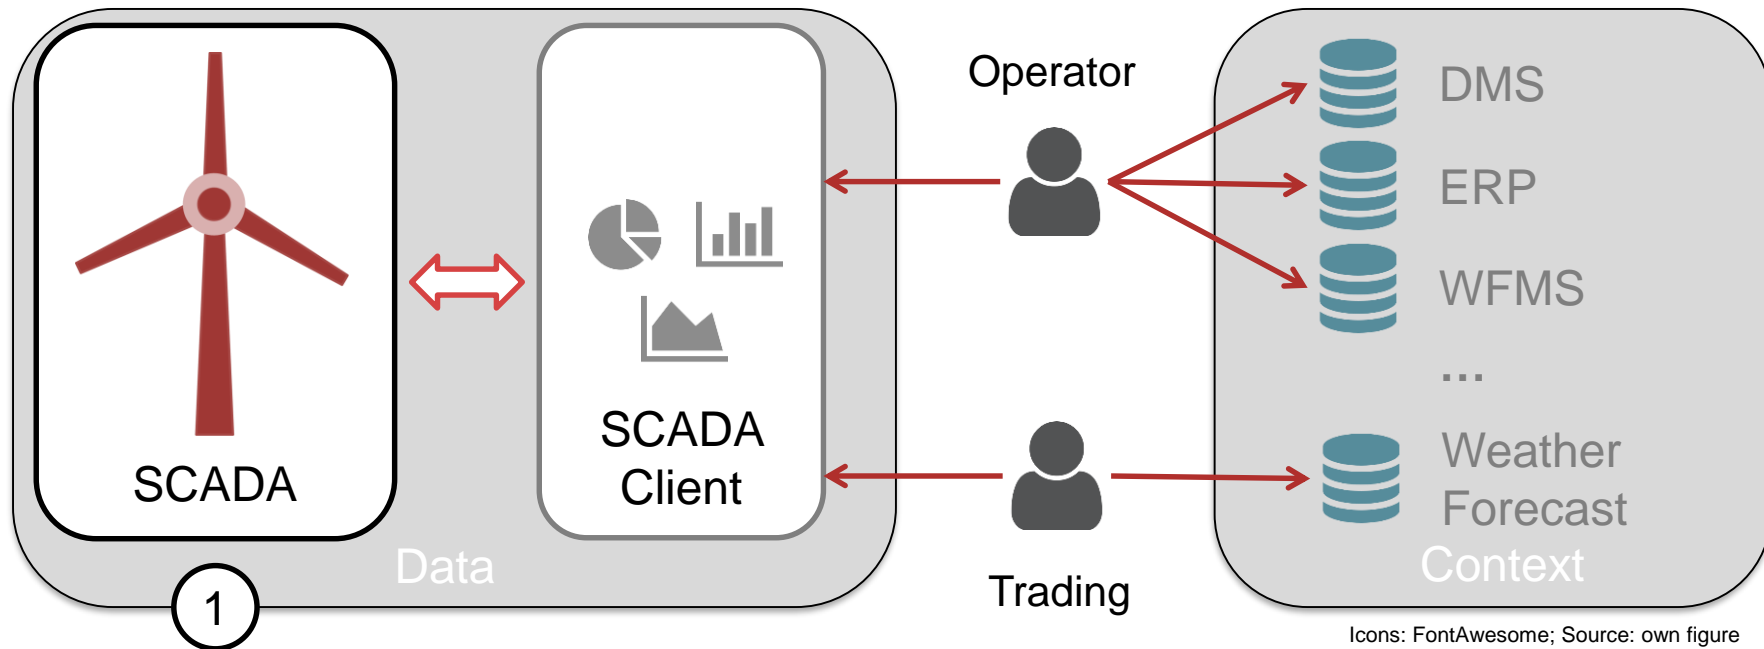 SCADA
1
Data
SCADA
Client
Operator
Trading
DMS
ERP
WFMS
...
Weather
Forecast
Context
Icons: FontAwesome; Source: own figure